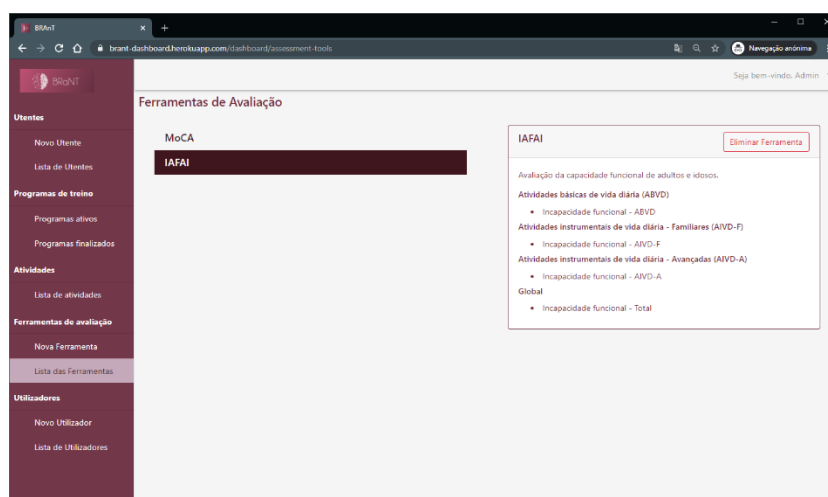 BRAnT
brant-dashboard.herokuapp.com/dashboard/assessment-tools
Navegação anónima
BRaNT
Seja bem-vindo, Admin
Utentes
Novo Utente
Lista de Utentes
Programas de treino
Programas ativos
Programas finalizados
Atividades
Lista de atividades
Ferramentas de avaliação
Nova Ferramenta
Lista das Ferramentas
Utilizadores
Novo Utilizador
Lista de Utilizadores
Ferramentas de Avaliação
MoCA
IAFAI
IAFAI
Eliminar Ferramenta
Avaliação da capacidade funcional de adultos e idosos.
Atividades básicas de vida diária (ABVD)
Incapacidade funcional - ABVD
Atividades instrumentais de vida diária - Familiares (AIVD-F)
Incapacidade funcional - AIVD-F
Atividades instrumentais de vida diária - Avançadas (AIVD-A)
Incapacidade funcional - AIVD-A
Global
Incapacidade funcional - Total